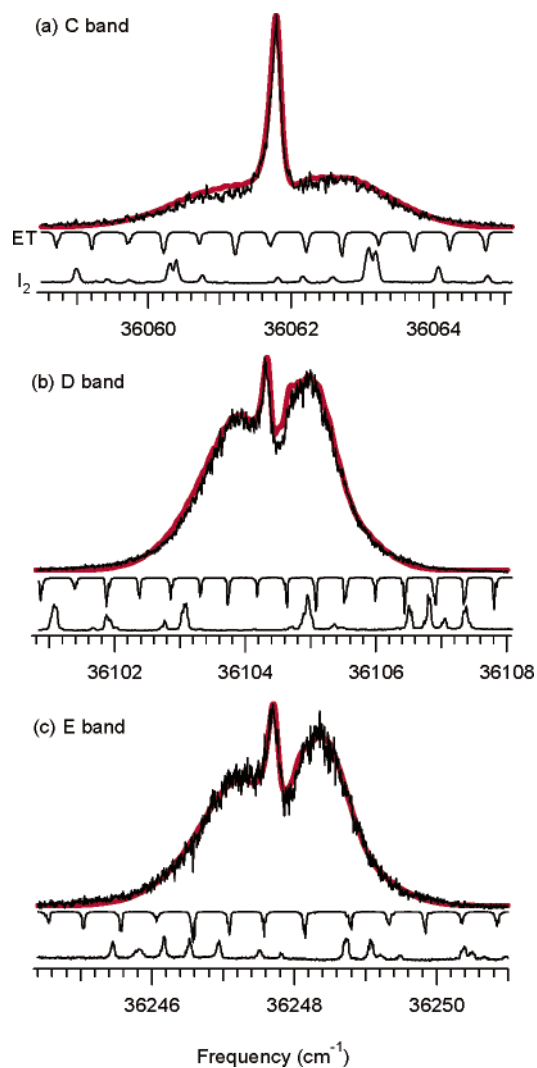 (a) C band
ET
I₂
36060 36062 36064
(b) D band
36102 36104 36106 36108
(c) E band
36246 36248 36250
Frequency (cm⁻¹)